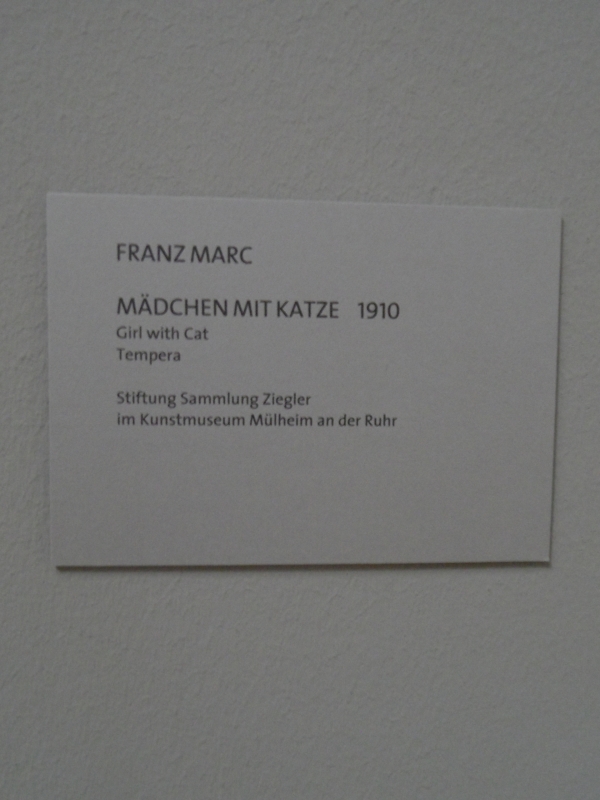 FRANZ MARC
MÄDCHEN MIT KATZE 1910
Girl with Cat
Tempera
Stiftung Sammlung Ziegler
im Kunstmuseum Mülheim an der Ruhr